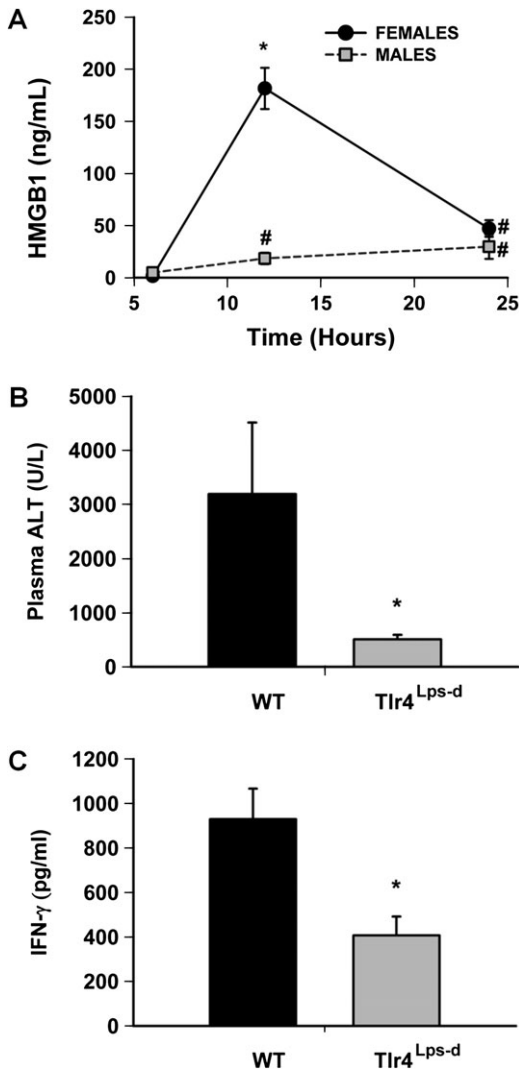 A
FEMALES
MALES
HMGB1 (ng/mL)
250
200
150
100
50
0
*
#
#
#
5
10
15
20
25
Time (Hours)
B
Plasma ALT (U/L)
5000
4000
3000
2000
1000
0
*
WT
Tlr4Lps-d
C
IFN-γ (pg/ml)
1200
1000
800
600
400
200
0
*
WT
Tlr4Lps-d